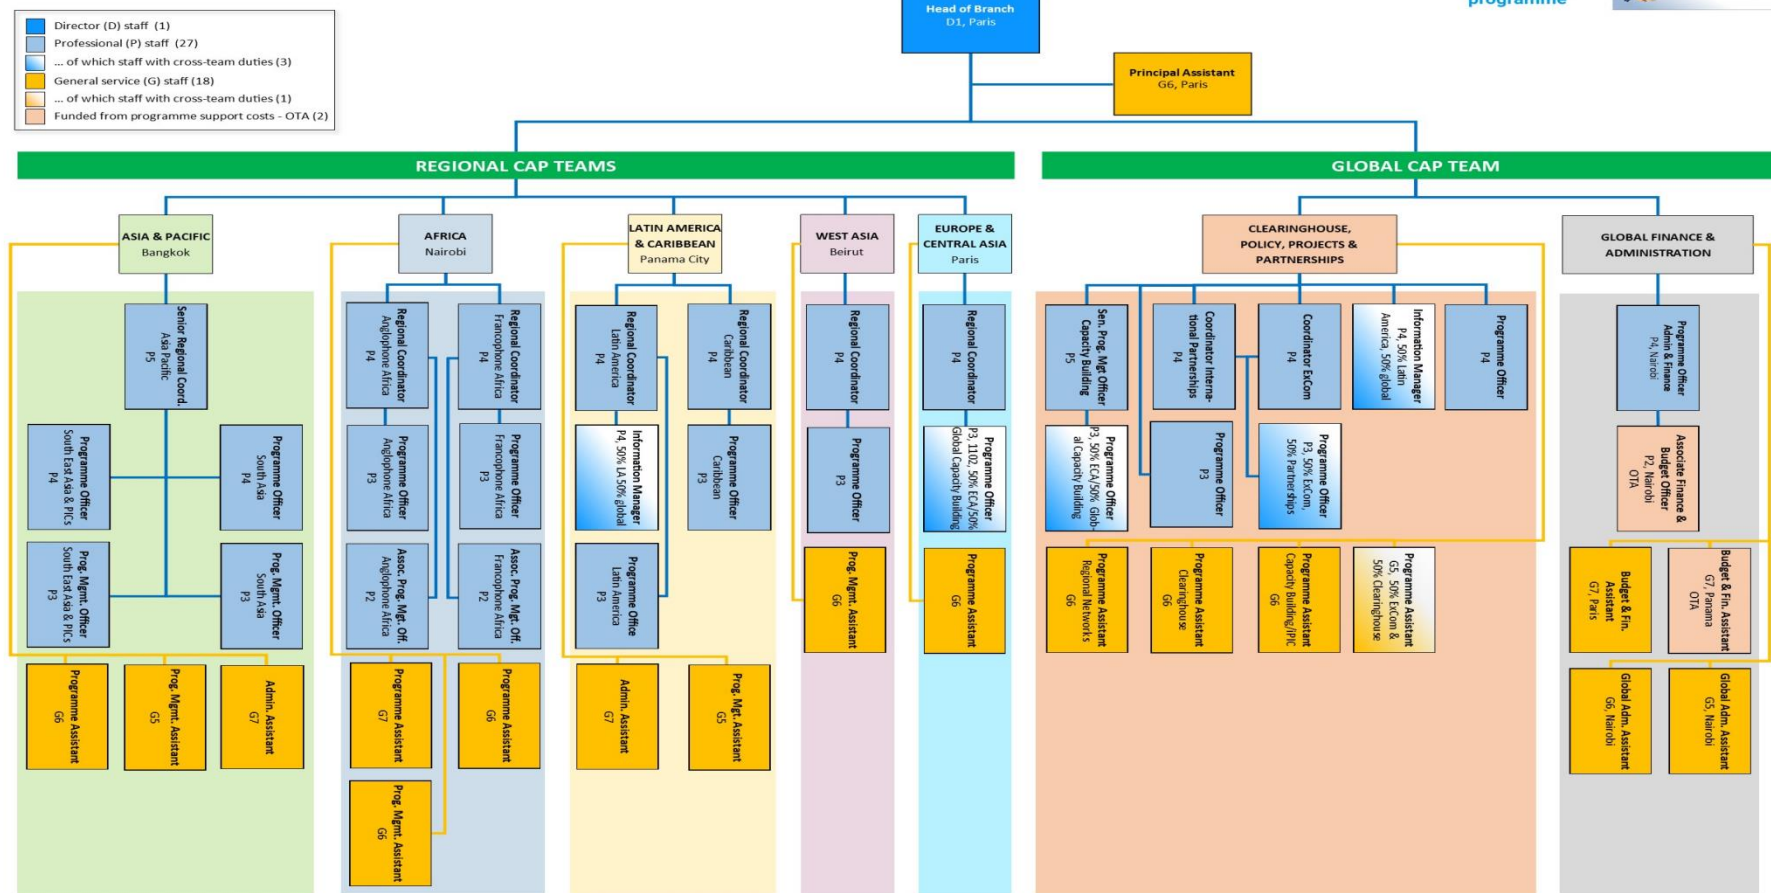 programme
Head of Branch
D1, Paris
Director (D) staff (1)
Professional (P) staff (27)
... of which staff with cross-team duties (3)
General service (G) staff (18)
... of which staff with cross-team duties (1)
Funded from programme support costs - OTA (2)
Principal Assistant
G6, Paris
REGIONAL CAP TEAMS
GLOBAL CAP TEAM
ASIA & PACIFIC
Bangkok
AFRICA
Nairobi
LATIN AMERICA
& CARIBBEAN
Panama City
WEST ASIA
Beirut
EUROPE &
CENTRAL ASIA
Paris
CLEARINGHOUSE,
POLICY, PROJECTS &
PARTNERSHIPS
GLOBAL FINANCE &
ADMINISTRATION
Senior Regional Coord.
Asia Pacific
P5
Programme Officer
South East Asia & PICs
P4
Programme Officer
South Asia
P4
Prog. Mgmt. Officer
South East Asia & PICs
P3
Prog. Mgmt. Officer
South Asia
P3
Programme Assistant
G6
Prog. Mgmt. Assistant
G5
Admin. Assistant
G7
Regional Coordinator
Anglophone Africa
P4
Regional Coordinator
Francophone Africa
P4
Programme Officer
Anglophone Africa
P3
Programme Officer
Francophone Africa
P3
Assoc. Prog. Mgt. Off.
Anglophone Africa
P2
Assoc. Prog. Mgt. Off.
Francophone Africa
P2
Programme Assistant
G7
Programme Assistant
G6
Prog. Mgmt. Assistant
G6
Regional Coordinator
Latin America
P4
Regional Coordinator
Caribbean
P4
Information Manager
P4, 50% LA 50% global
Programme Officer
Caribbean
P3
Programme Office
Latin America
P3
Admin. Assistant
G7
Prog. Mgt. Assistant
G5
Regional Coordinator
P4
Programme Officer
P3
Prog. Mgmt. Assistant
G6
Regional Coordinator
P4
Programme Officer
P3, 1102, 50% ECA/50%
Global Capacity Building
Programme Assistant
G6
Sen. Prog. Mgt Officer
Capacity Building
P5
Coordinator Interna-
tional Partnerships
P4
Coordinator ExCom
P4
Information Manager
P4, 50% Latin
America, 50% global
Programme Officer
P4
Programme Officer
P3, 50% ECA/50% Glob-
al Capacity Building
Programme Officer
P3
Programme Officer
P3, 50% ExCom,
50% Partnerships
Programme Assistant
Regional Networks
G6
Programme Assistant
Clearinghouse
G6
Programme Assistant
Capacity Building/iPIC
G6
Programme Assistant
G5, 50% ExCom &
50% Clearinghouse
Programme Officer
Admin & Finance
P4, Nairobi
Associate Finance &
Budget Officer
P2, Nairobi
OTA
Budget & Fin.
Assistant
G7, Paris
Budget & Fin. Assistant
G7, Panama
OTA
Global Adm. Assistant
G6, Nairobi
Global Adm. Assistant
G5, Nairobi